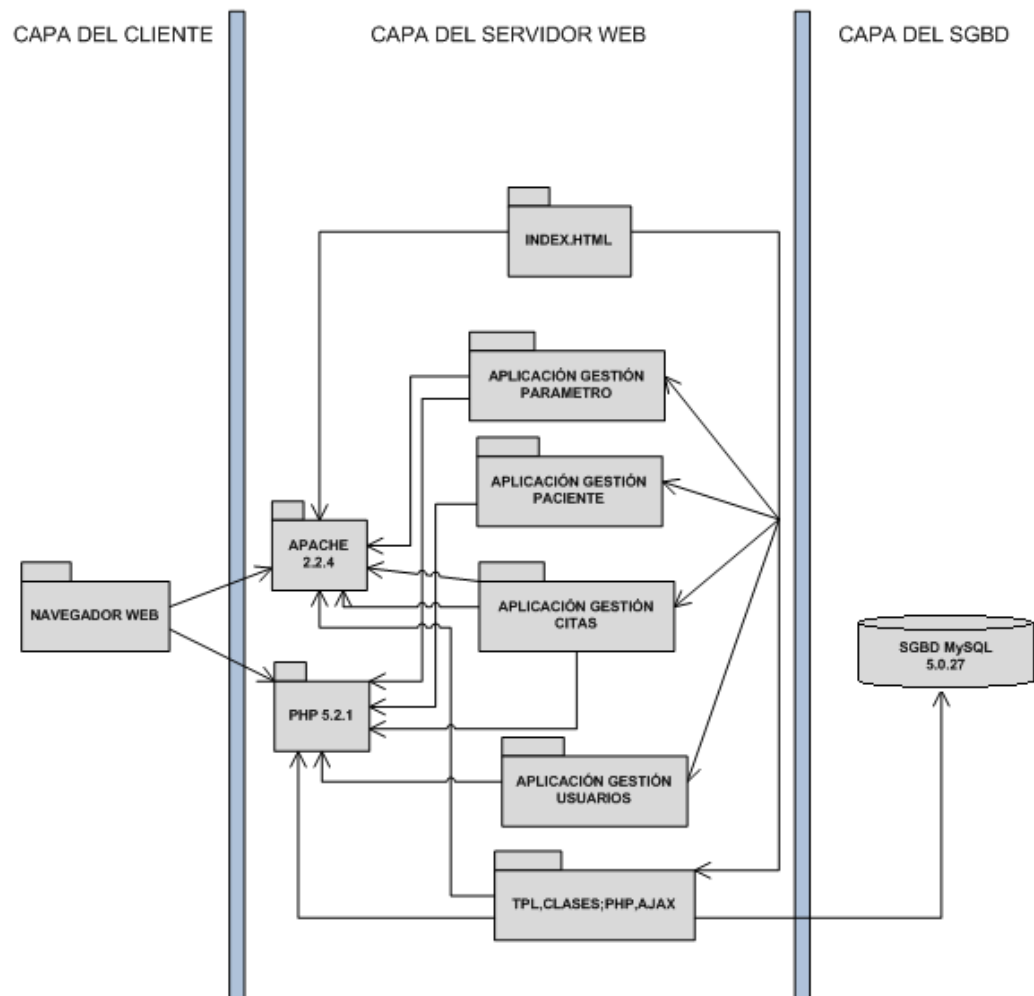 CAPA DEL CLIENTE
CAPA DEL SERVIDOR WEB
CAPA DEL SGBD
INDEX.HTML
APLICACIÓN GESTIÓN
PARAMETRO
APLICACIÓN GESTIÓN
PACIENTE
APACHE
2.2.4
NAVEGADOR WEB
APLICACIÓN GESTIÓN
CITAS
SGBD MySQL
5.0.27
PHP 5.2.1
APLICACIÓN GESTIÓN
USUARIOS
TPL,CLASES;PHP,AJAX